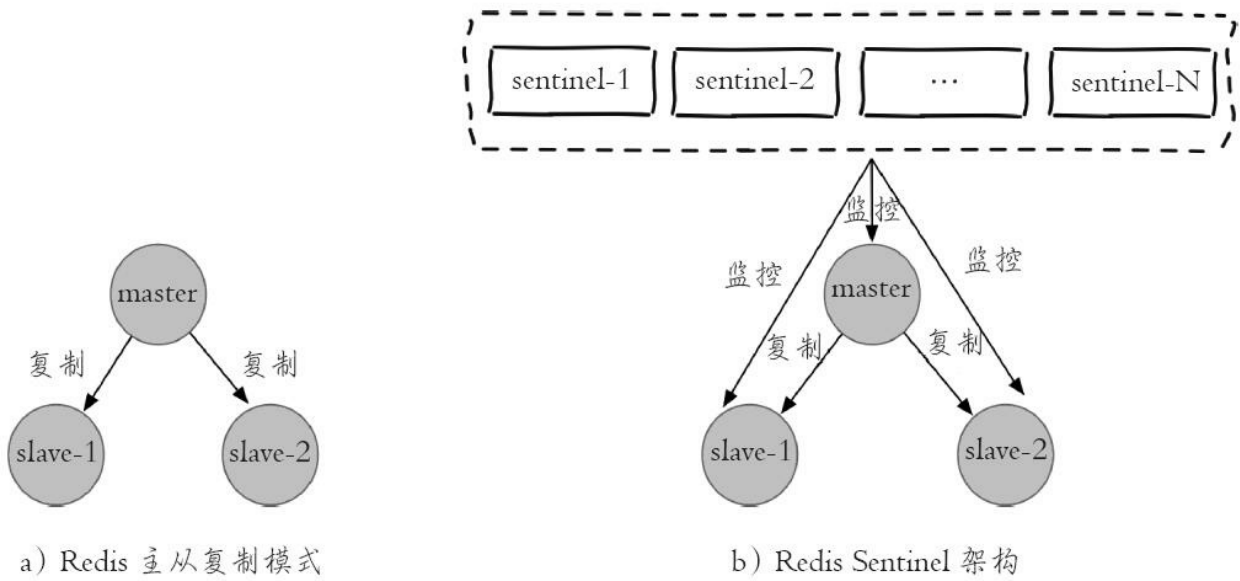 sentinel-1
sentinel-2
...
sentinel-N
监控
监控
监控
master
master
复制
复制
复制
复制
slave-1
slave-2
slave-1
slave-2
a) Redis 主从复制模式
b) Redis Sentinel 架构